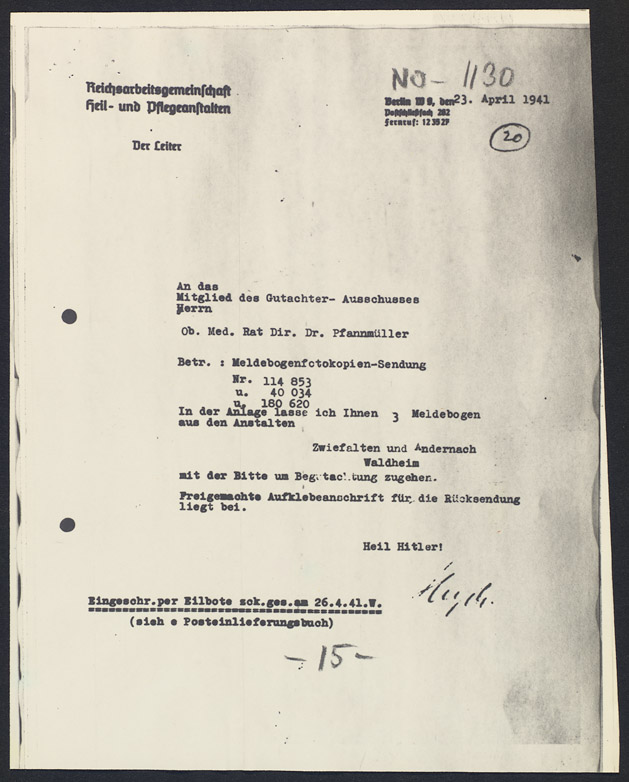 NO - 1130
Reichsarbeitsgemeinschaft
Heil- und Pflegeanstalten
Berlin W 9, den 23. April 1941
Postschließfach 262
Fernruf: 12 35 27
20
Der Leiter
An das
Mitglied des Gutachter- Ausschusses
Herrn
Ob. Med. Rat Dir. Dr. Pfannmüller
Betr. : Meldebogenfotokopien-Sendung
Nr. 114 853
u. 40 034
u. 180 620
In der Anlage lasse ich Ihnen 3 Meldebogen
aus den Anstalten
Zwiefalten und Andernach
Waldheim
mit der Bitte um Begutachtung zugehen.
Freigemachte Aufklebeanschrift für die Rücksendung
liegt bei.
Heil Hitler!
Eingeschr.per Eilbote zck.ges.am 26.4.41.W.
(sieh e Posteinlieferungsbuch)
- 15 -